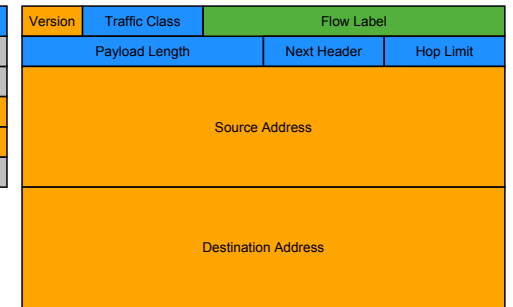 Version Traffic Class Flow Label
Payload Length Next Header Hop Limit
Source Address
Destination Address